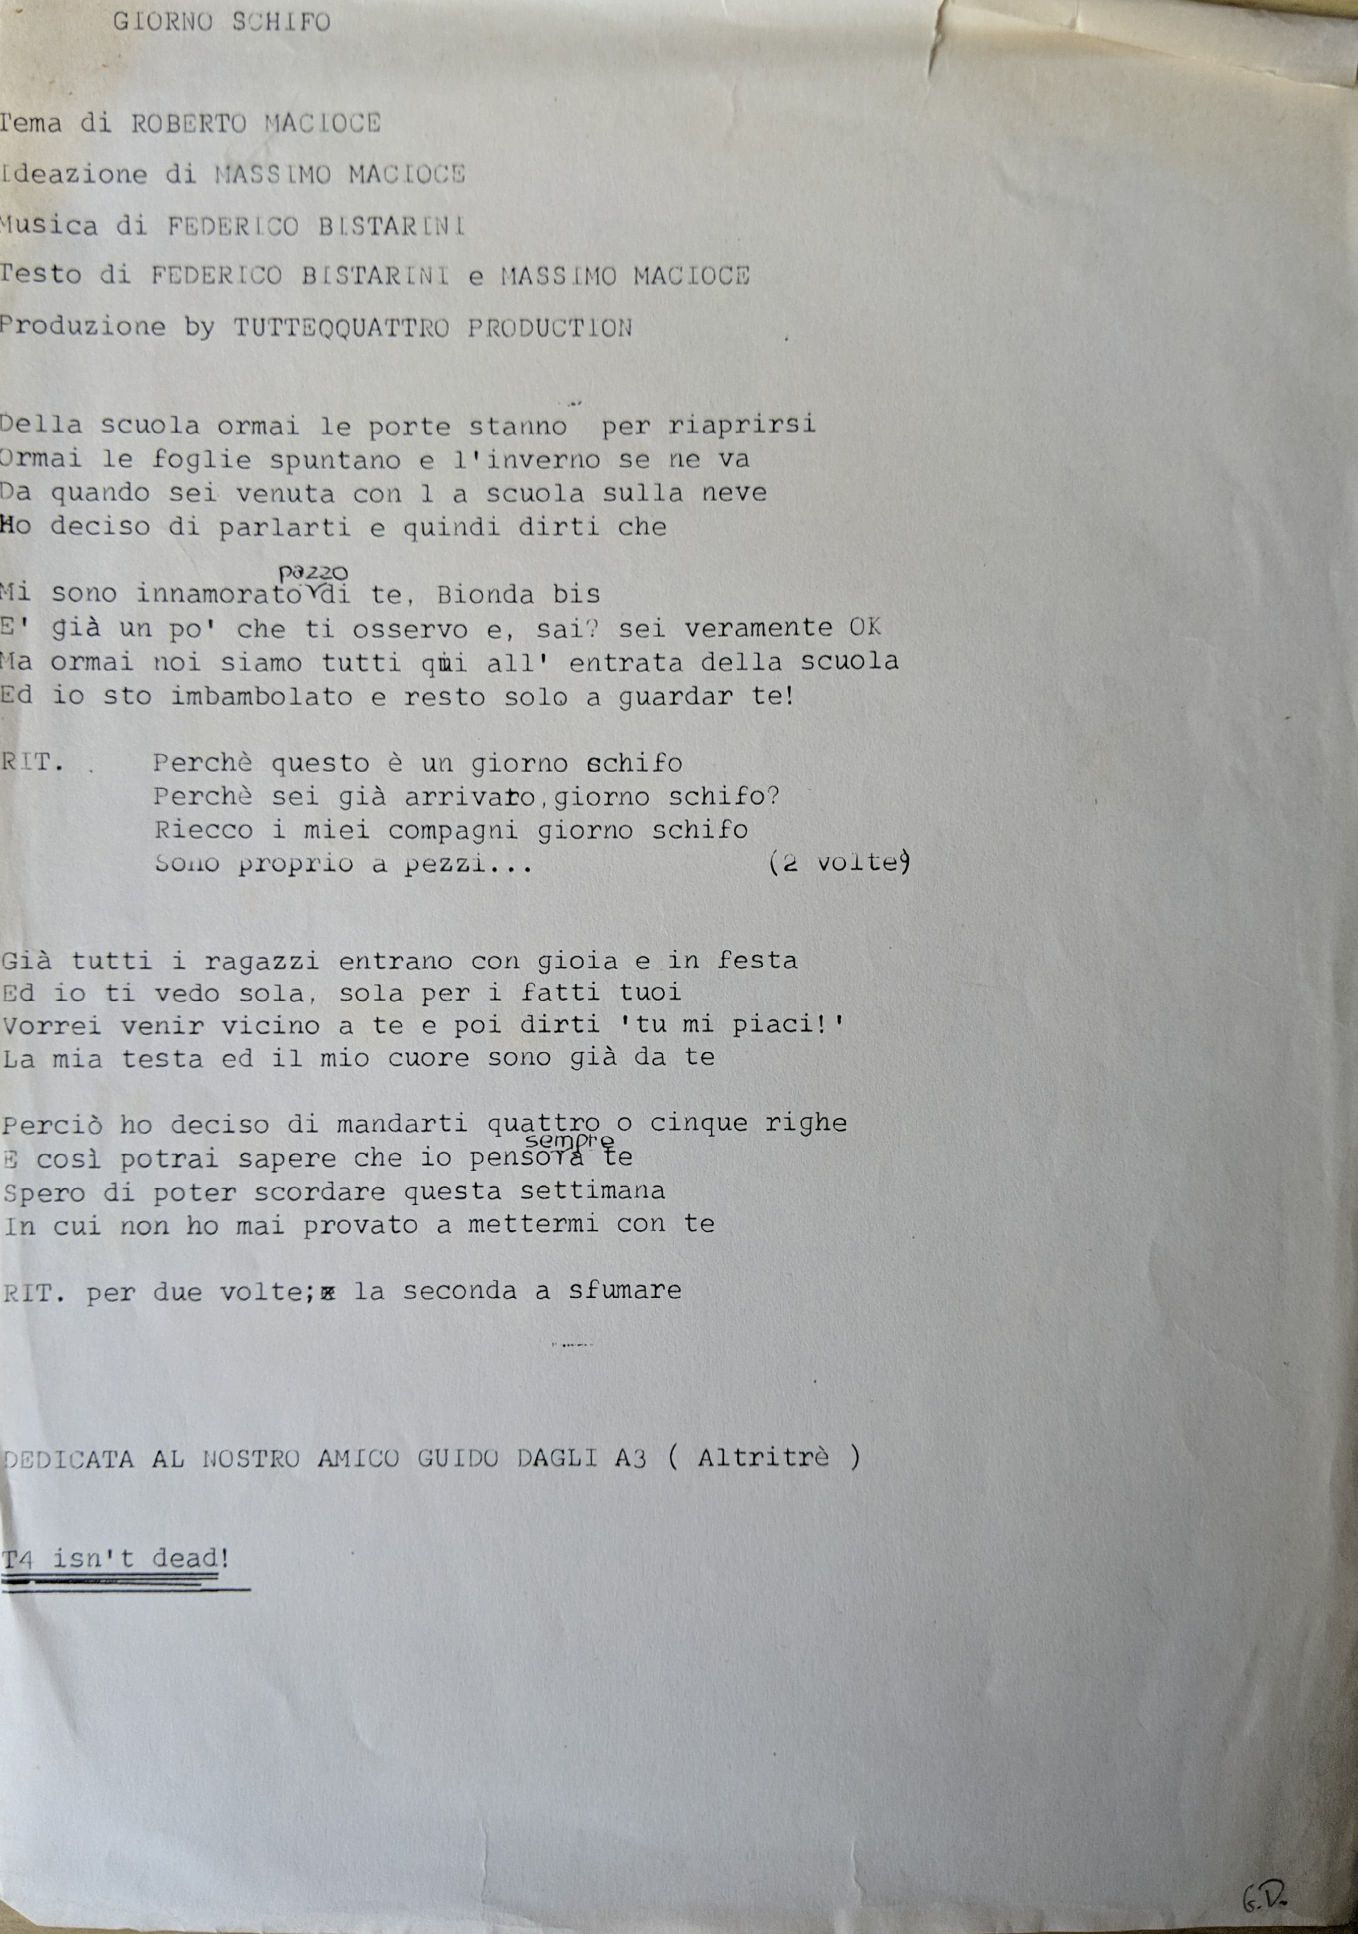 GIORNO SCHIFO
Tema di ROBERTO MACIOCE
Ideazione di MASSIMO MACIOCE
Musica di FEDERICO BISTARINI
Testo di FEDERICO BISTARINI e MASSIMO MACIOCE
Produzione by TUTTEQQUATTRO PRODUCTION
Della scuola ormai le porte stanno per riaprirsi
Ormai le foglie spuntano e l'inverno se ne va
Da quando sei venuta con l a scuola sulla neve
Ho deciso di parlarti e quindi dirti che
pazzo
Mi sono innamorato di te, Bionda bis
E' già un po' che ti osservo e, sai? sei veramente OK
Ma ormai noi siamo tutti qui all' entrata della scuola
Ed io sto imbambolato e resto solo a guardar te!
RIT. . Perchè questo è un giorno schifo
Perchè sei già arrivato,giorno schifo?
Riecco i miei compagni giorno schifo
Sono proprio a pezzi... (2 volte)
Già tutti i ragazzi entrano con gioia e in festa
Ed io ti vedo sola, sola per i fatti tuoi
Vorrei venir vicino a te e poi dirti 'tu mi piaci!'
La mia testa ed il mio cuore sono già da te
Perciò ho deciso di mandarti quattro o cinque righe
sempre
E così potrai sapere che io penso a te
Spero di poter scordare questa settimana
In cui non ho mai provato a mettermi con te
RIT. per due volte; la seconda a sfumare
DEDICATA AL NOSTRO AMICO GUIDO DAGLI A3 ( Altritrè )
T4 isn't dead!
G.D.